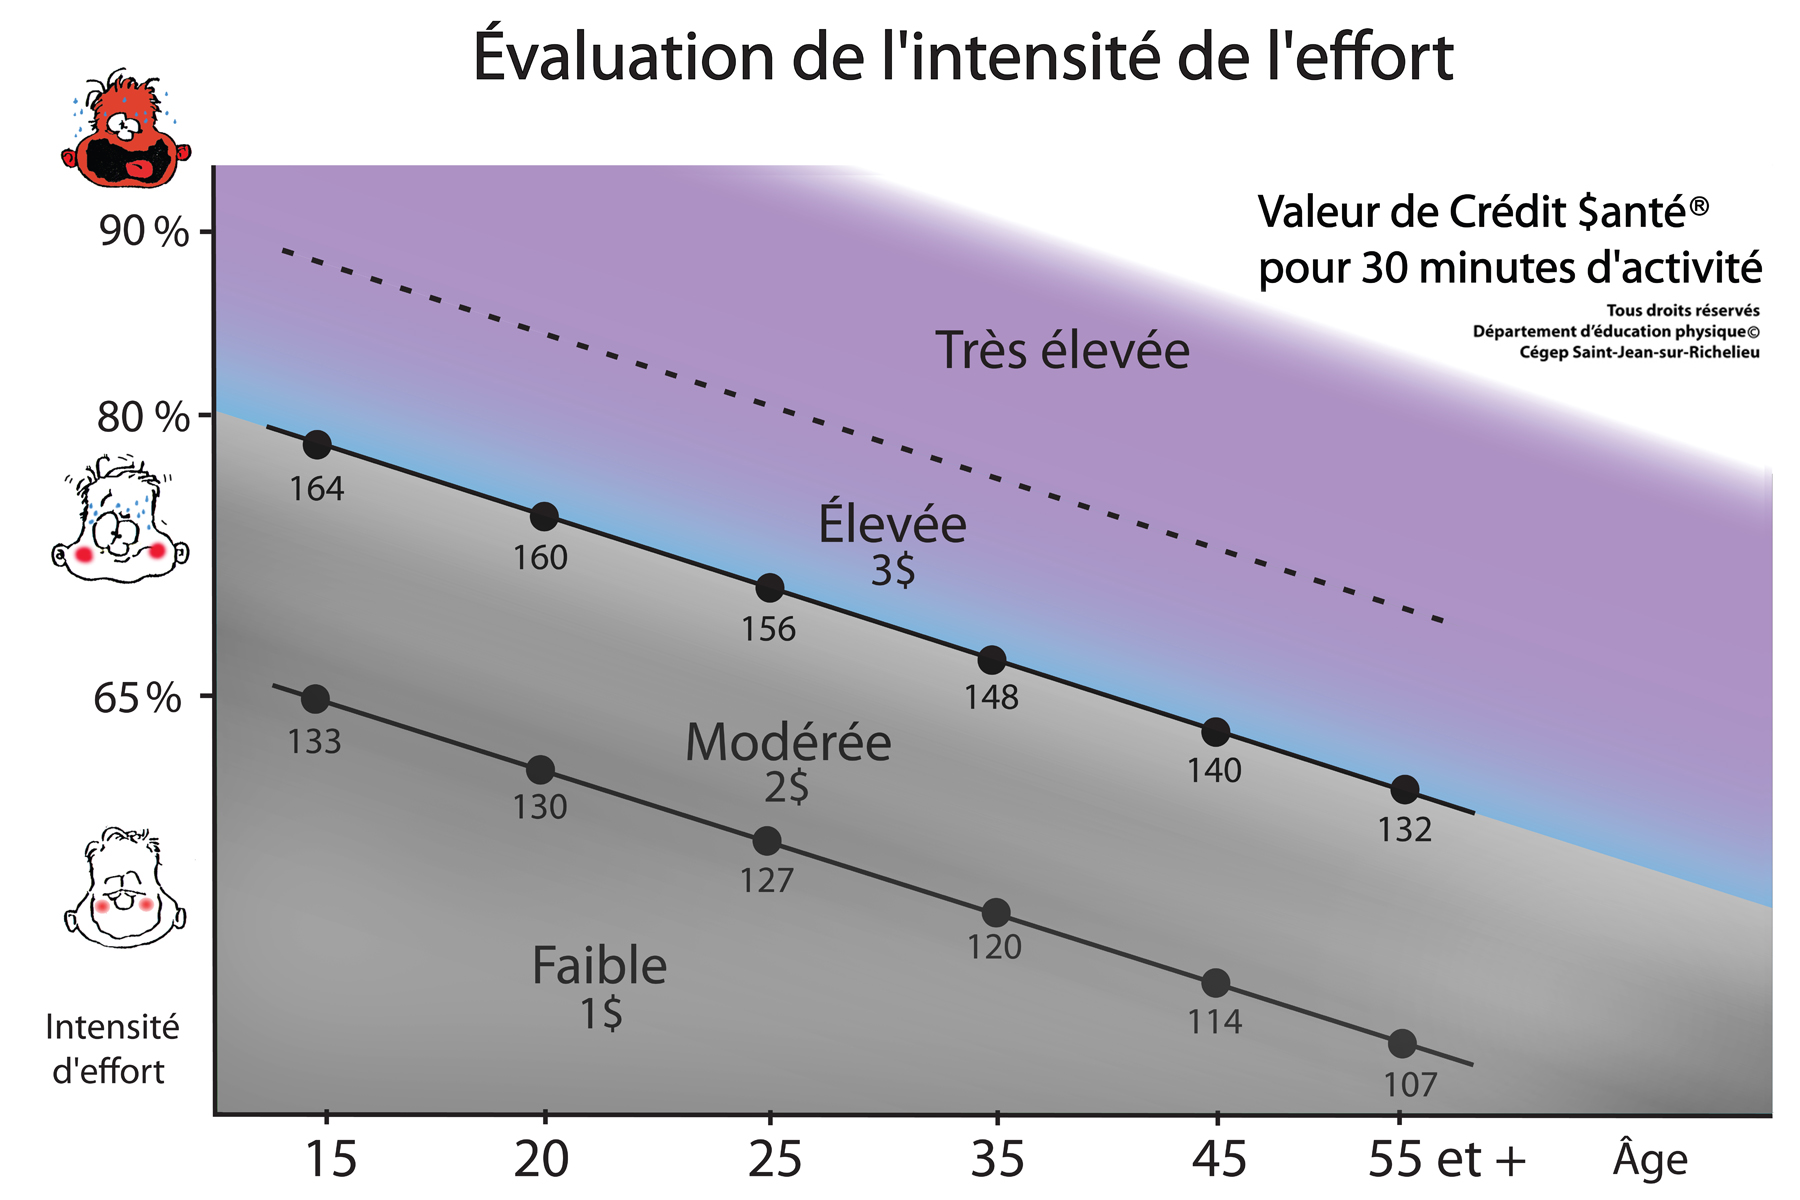 Évaluation de l'intensité de l'effort
Valeur de Crédit $anté®
pour 30 minutes d'activité
Tous droits réservés
Département d'éducation physique©
Cégep Saint-Jean-sur-Richelieu
90 %
80 %
65 %
Très élevée
Élevée
3$
Modérée
2$
Faible
1$
164
160
156
148
140
132
133
130
127
120
114
107
Intensité
d'effort
15
20
25
35
45
55 et +
Âge